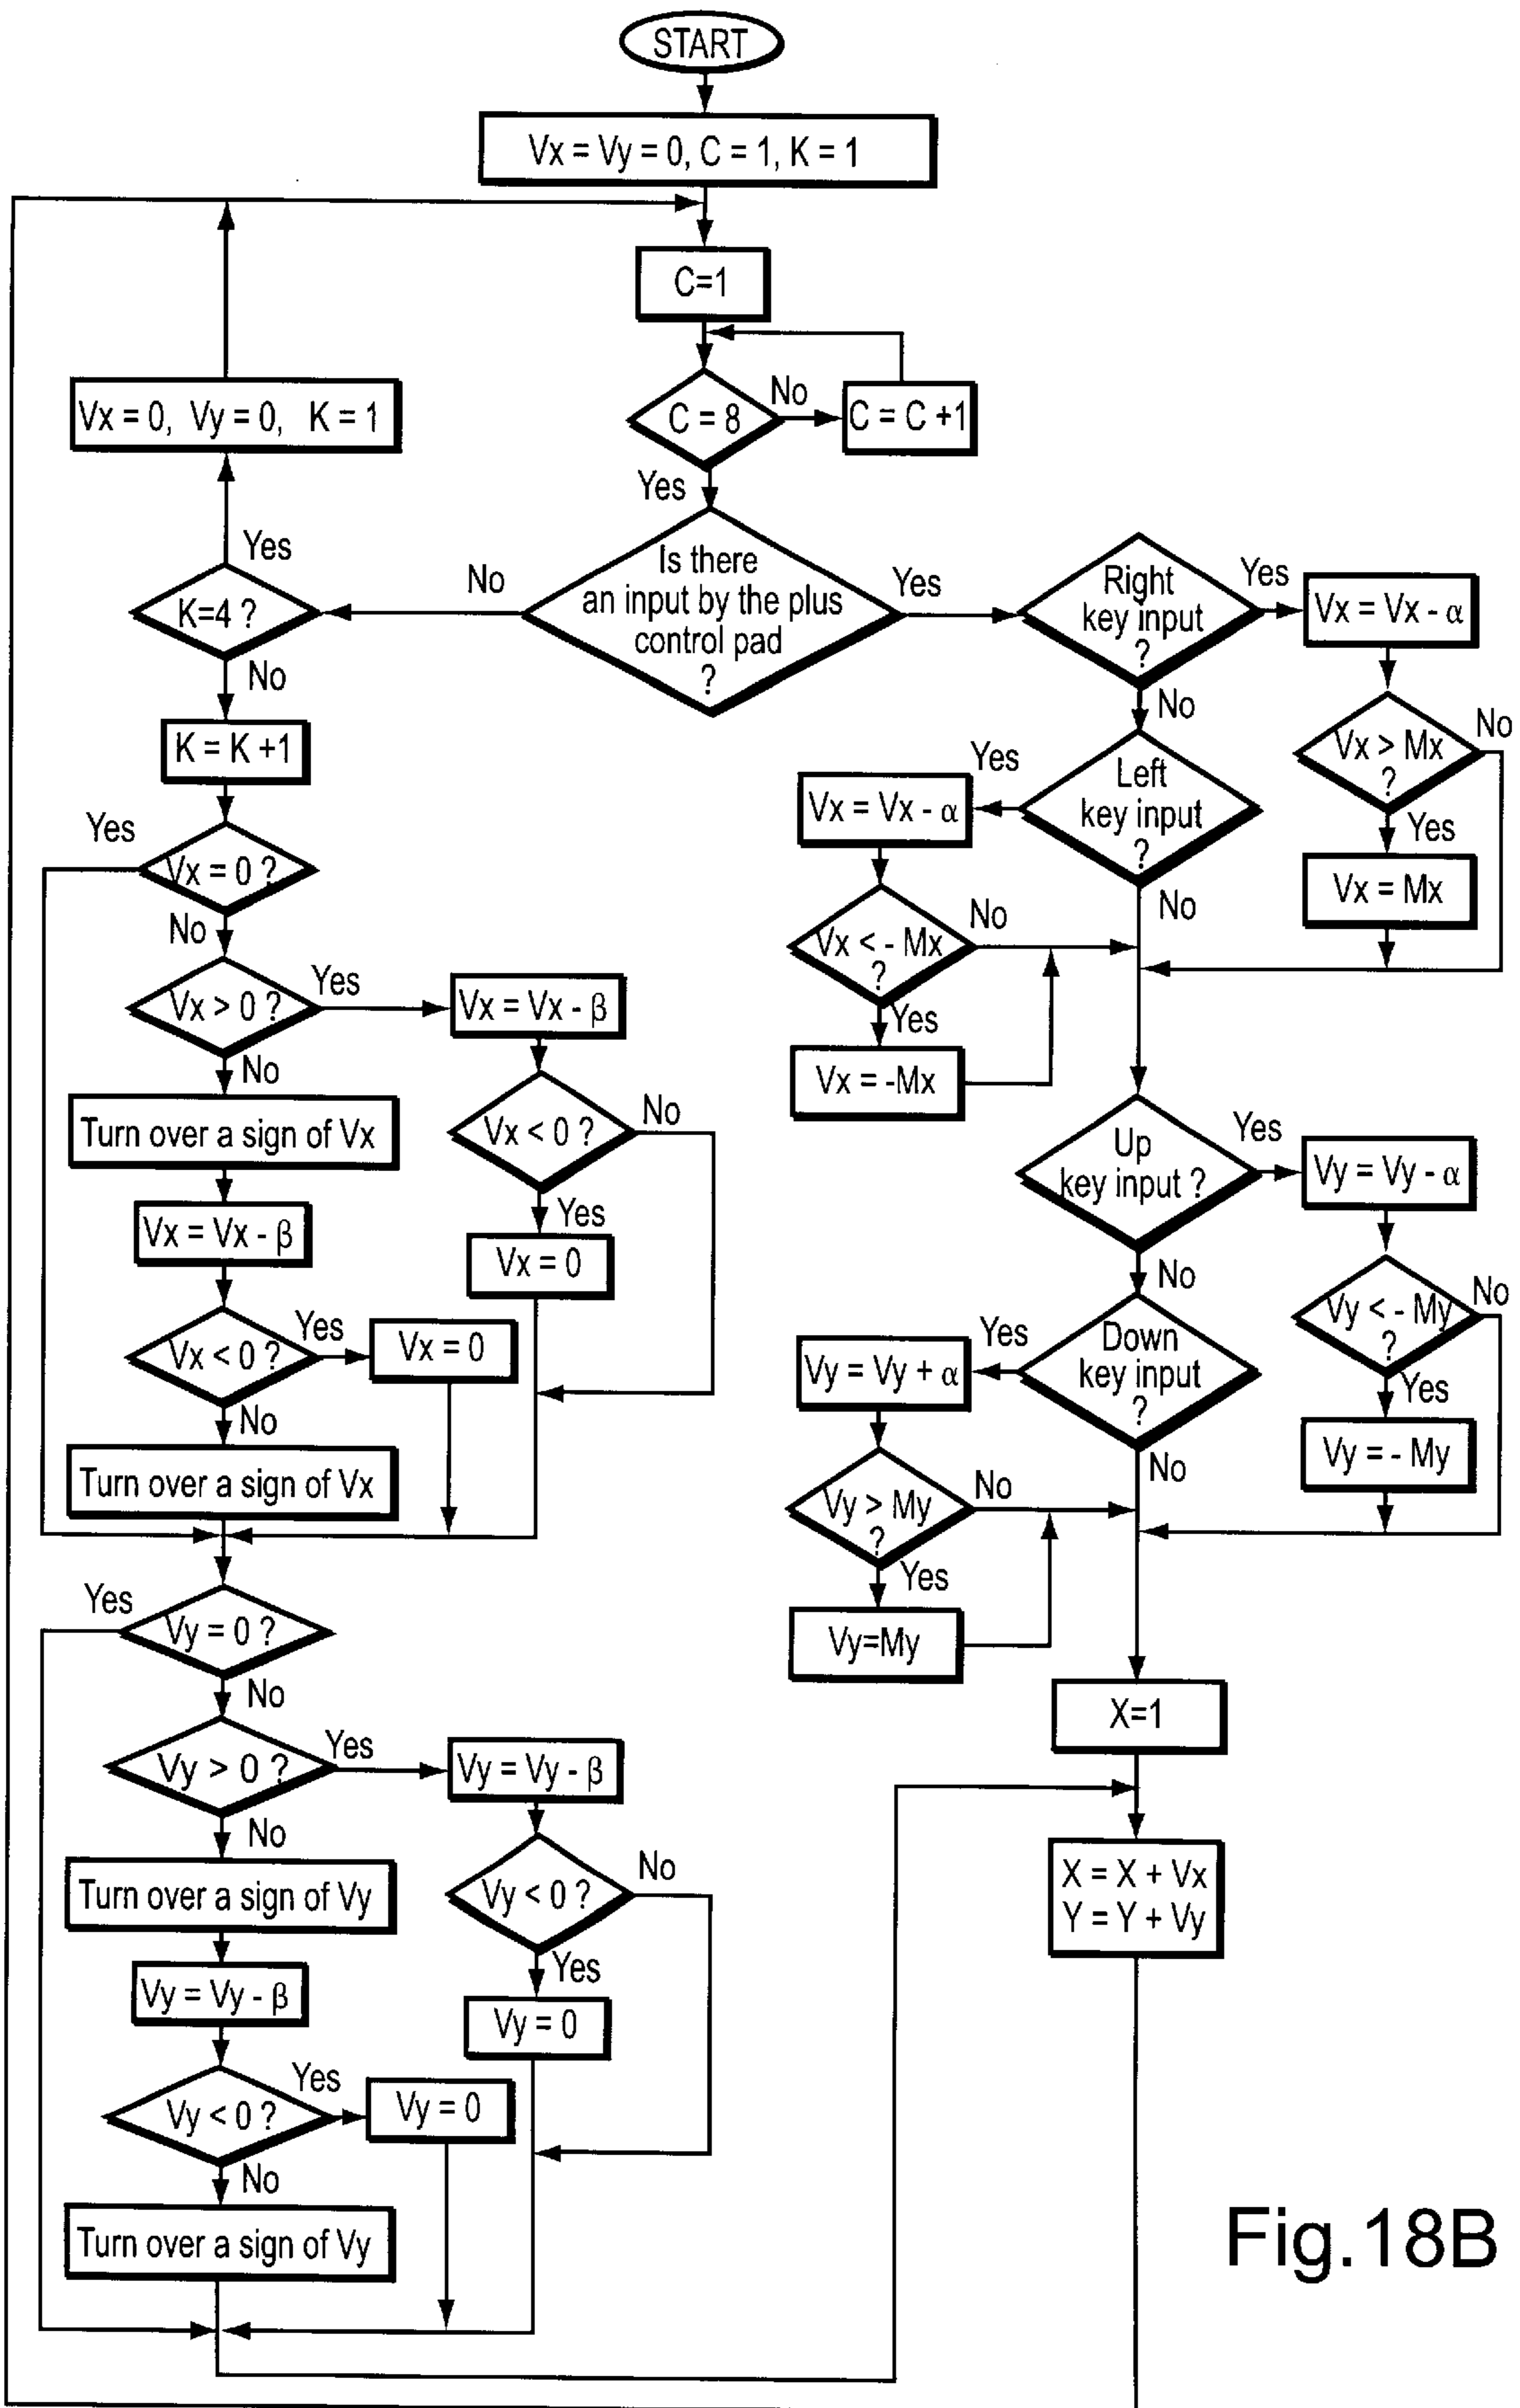 START
Vx = Vy = 0, C = 1, K = 1
C=1
C = 8
No
C = C +1
Yes
Is there
an input by the plus
control pad
?
No
Yes
K=4 ?
Yes
Vx = 0, Vy = 0, K = 1
No
K = K +1
Vx = 0 ?
Yes
No
Vx > 0 ?
Yes
Vx = Vx - β
Vx < 0 ?
No
Yes
Vx = 0
No
Turn over a sign of Vx
Vx = Vx - β
Vx < 0 ?
Yes
Vx = 0
No
Turn over a sign of Vx
Vy = 0 ?
Yes
No
Vy > 0 ?
Yes
Vy = Vy - β
Vy < 0 ?
No
Yes
Vy = 0
No
Turn over a sign of Vy
Vy = Vy - β
Vy < 0 ?
Yes
Vy = 0
No
Turn over a sign of Vy
Right
key input
?
Yes
Vx = Vx - α
Vx > Mx
?
No
Yes
Vx = Mx
No
Left
key input
?
Yes
Vx = Vx - α
Vx < - Mx
?
No
Yes
Vx = -Mx
No
Up
key input ?
Yes
Vy = Vy - α
Vy < - My
?
No
Yes
Vy = - My
No
Down
key input
?
Yes
Vy = Vy + α
Vy > My
?
No
Yes
Vy=My
No
X=1
X = X + Vx
Y = Y + Vy
Fig.18B